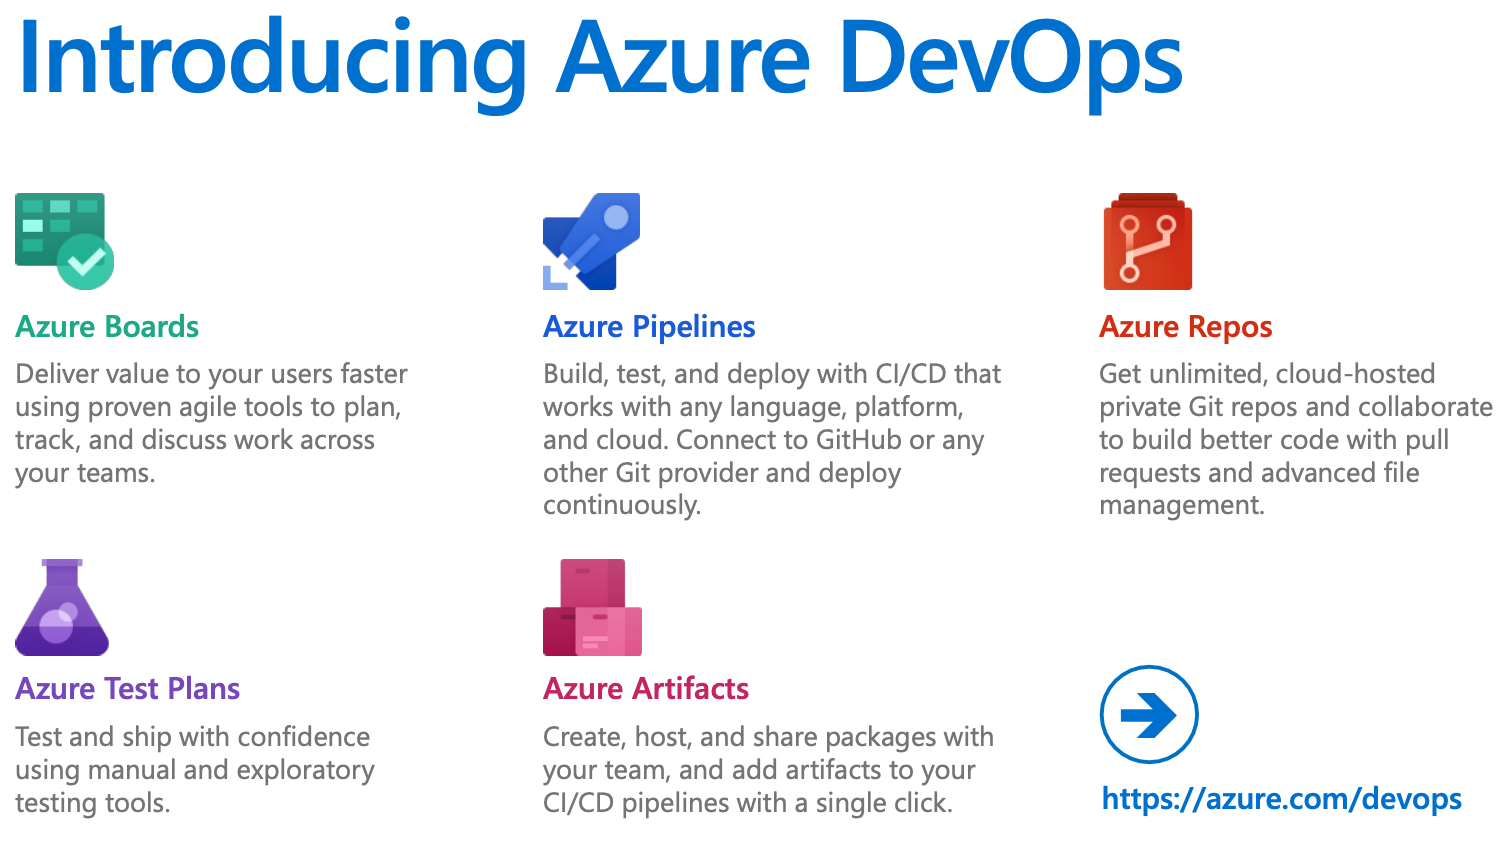 Introducing Azure DevOps
Azure Boards
Deliver value to your users faster
using proven agile tools to plan,
track, and discuss work across
your teams.
Azure Pipelines
Build, test, and deploy with CI/CD that
works with any language, platform,
and cloud. Connect to GitHub or any
other Git provider and deploy
continuously.
Azure Repos
Get unlimited, cloud-hosted
private Git repos and collaborate
to build better code with pull
requests and advanced file
management.
Azure Test Plans
Test and ship with confidence
using manual and exploratory
testing tools.
Azure Artifacts
Create, host, and share packages with
your team, and add artifacts to your
CI/CD pipelines with a single click.
https://azure.com/devops